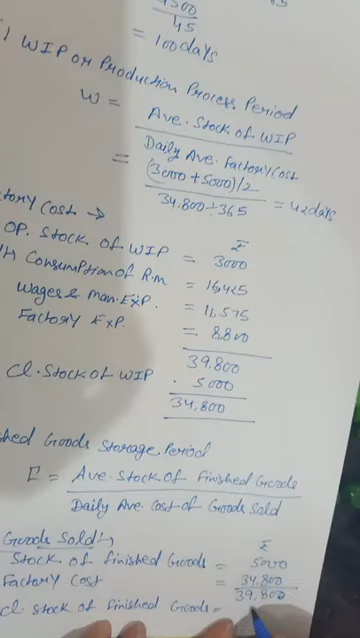 4500
45
= 100 days
) WIP or Production Process Period
W = Ave. Stock of WIP
Daily Ave. Factory Cost
= (3000 + 5000)/2
34,800 ÷ 365 = 42 days
ctory Cost →
OP. Stock of WIP = 3000
Consumption of R.m = 16,425
Wages & Man. Exp. = 11,575
Factory Exp. = 8800
39,800
Cl. Stock of WIP . 5000
34,800
shed Goods Storage Period
F = Ave. Stock of Finished Goods
Daily Ave. Cost of Goods Sold
Goods Sold:
Stock of Finished Goods = 5000
Factory Cost = 34,800
39,800
Cl. Stock of Finished Goods =